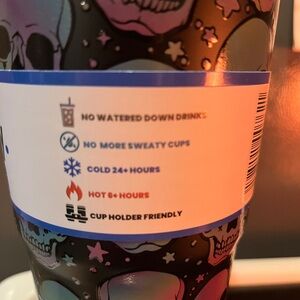 NO WATERED DOWN DRINKS
NO MORE SWEATY CUPS
COLD 24+ HOURS
HOT 6+ HOURS
CUP HOLDER FRIENDLY